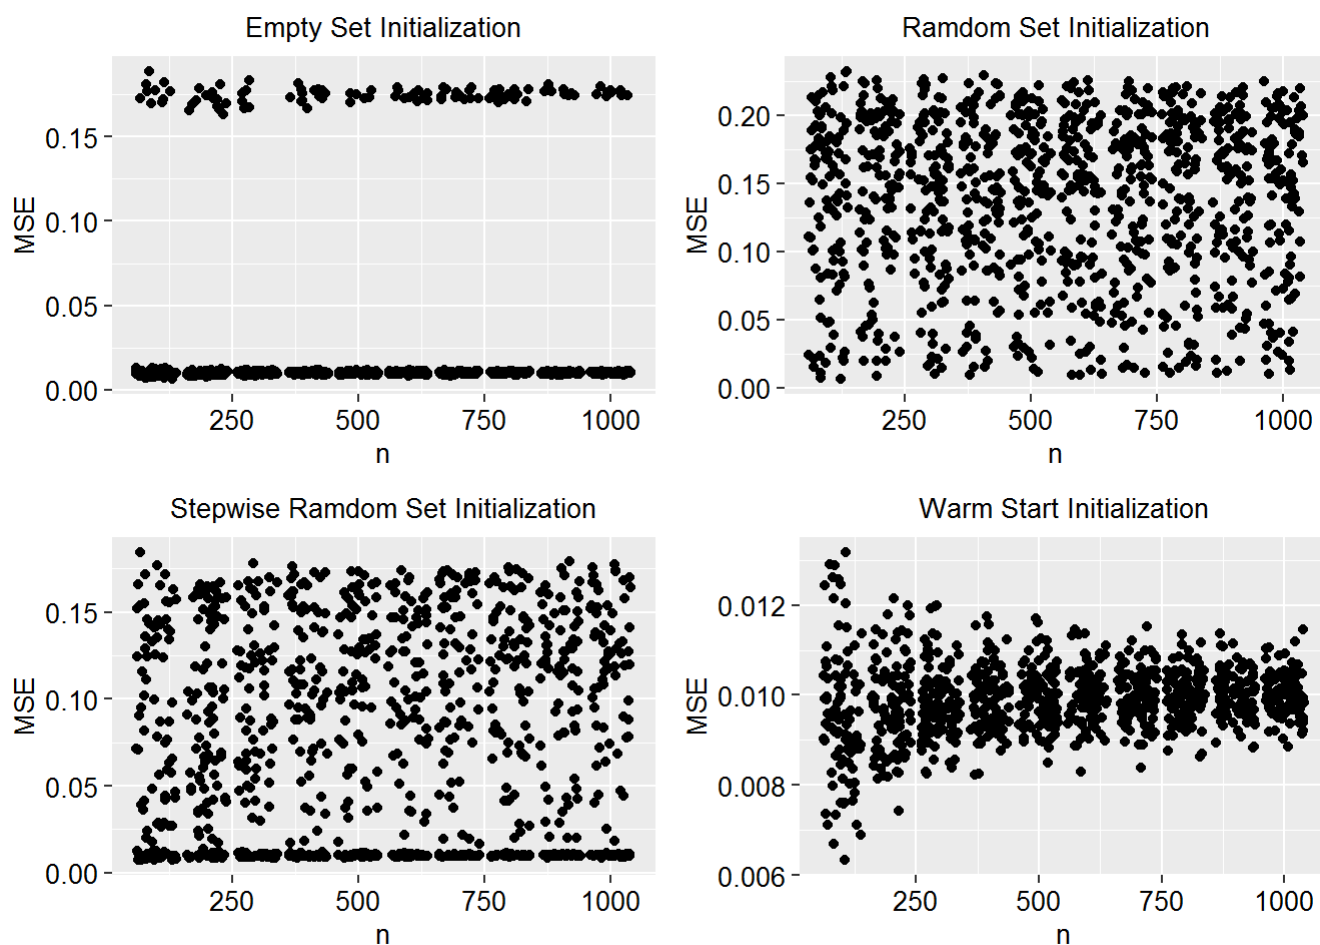 Empty Set Initialization
MSE
0.15
0.10
0.05
0.00
250 500 750 1000
n
Ramdom Set Initialization
MSE
0.20
0.15
0.10
0.05
0.00
250 500 750 1000
n
Stepwise Ramdom Set Initialization
MSE
0.15
0.10
0.05
0.00
250 500 750 1000
n
Warm Start Initialization
MSE
0.012
0.010
0.008
0.006
250 500 750 1000
n